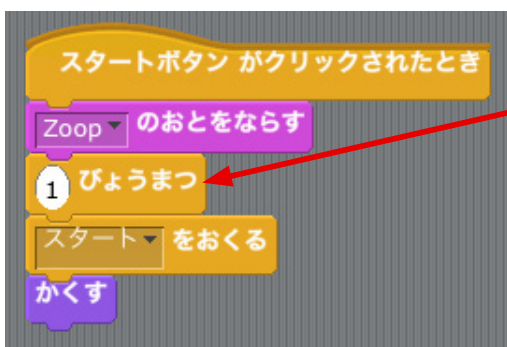 スタートボタン がクリックされたとき
Zoop のおとをならす
1 びょうまつ
スタート をおくる
かくす